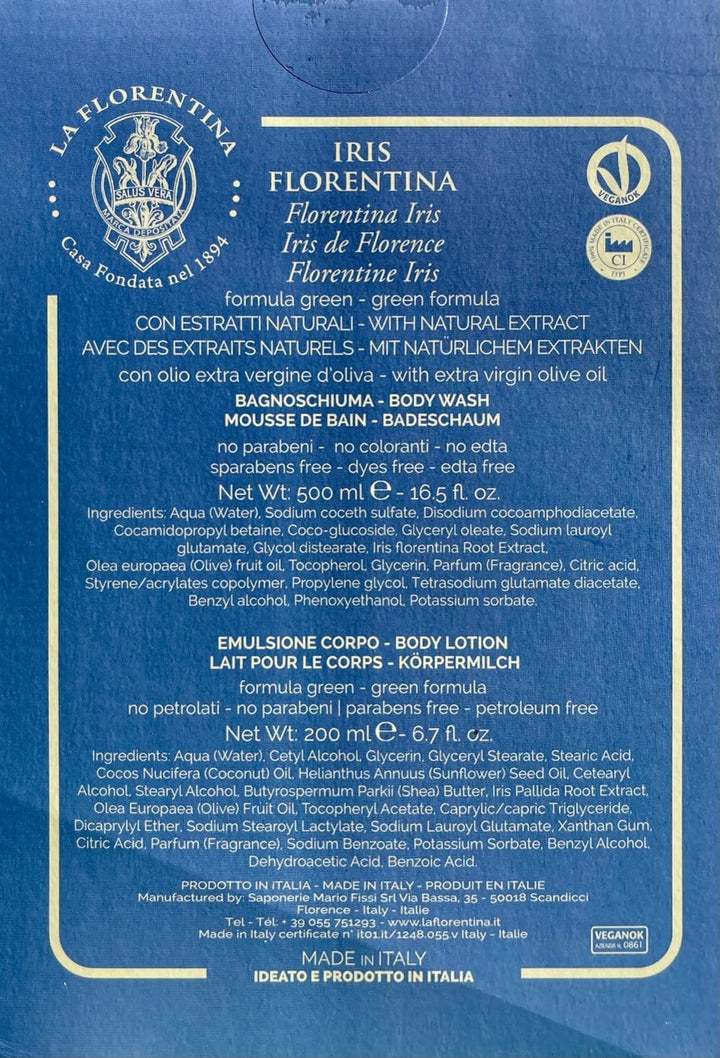 LA FLORENTINA
SALUS VERA
MARCA DEPOSITATA
Casa Fondata nel 1894
IRIS
FLORENTINA
Florentina Iris
Iris de Florence
Florentine Iris
VEGANOK
100% MADE IN ITALY CERTIFICATE
CI
ITPI
formula green - green formula
CON ESTRATTI NATURALI - WITH NATURAL EXTRACT
AVEC DES EXTRAITS NATURELS - MIT NATÜRLICHEM EXTRAKTEN
con olio extra vergine d'oliva - with extra virgin olive oil
BAGNOSCHIUMA - BODY WASH
MOUSSE DE BAIN - BADESCHAUM
no parabeni - no coloranti - no edta
sparabens free - dyes free - edta free
Net Wt: 500 ml ℮ - 16.5 fl. oz.
Ingredients: Aqua (Water), Sodium coceth sulfate, Disodium cocoamphodiacetate,
Cocamidopropyl betaine, Coco-glucoside, Glyceryl oleate, Sodium lauroyl
glutamate, Glycol distearate, Iris florentina Root Extract,
Olea europaea (Olive) fruit oil, Tocopherol, Glycerin, Parfum (Fragrance), Citric acid,
Styrene/acrylates copolymer, Propylene glycol, Tetrasodium glutamate diacetate,
Benzyl alcohol, Phenoxyethanol, Potassium sorbate.
EMULSIONE CORPO - BODY LOTION
LAIT POUR LE CORPS - KÖRPERMILCH
formula green - green formula
no petrolati - no parabeni | parabens free - petroleum free
Net Wt: 200 ml ℮ - 6.7 fl. oz.
Ingredients: Aqua (Water), Cetyl Alcohol, Glycerin, Glyceryl Stearate, Stearic Acid,
Cocos Nucifera (Coconut) Oil, Helianthus Annuus (Sunflower) Seed Oil, Cetearyl
Alcohol, Stearyl Alcohol, Butyrospermum Parkii (Shea) Butter, Iris Pallida Root Extract,
Olea Europaea (Olive) Fruit Oil, Tocopheryl Acetate, Caprylic/capric Triglyceride,
Dicaprylyl Ether, Sodium Stearoyl Lactylate, Sodium Lauroyl Glutamate, Xanthan Gum,
Citric Acid, Parfum (Fragrance), Sodium Benzoate, Potassium Sorbate, Benzyl Alcohol,
Dehydroacetic Acid, Benzoic Acid.
PRODOTTO IN ITALIA - MADE IN ITALY - PRODUIT EN ITALIE
Manufactured by: Saponerie Mario Fissi Srl Via Bassa, 35 - 50018 Scandicci
Florence - Italy - Italie
Tel - Tél: + 39 055 751293 - www.laflorentina.it
Made in Italy certificate n° it01.it/1248.055.v Italy - Italie
VEGANOK
AZIENDA N. 0861
MADE IN ITALY
IDEATO E PRODOTTO IN ITALIA